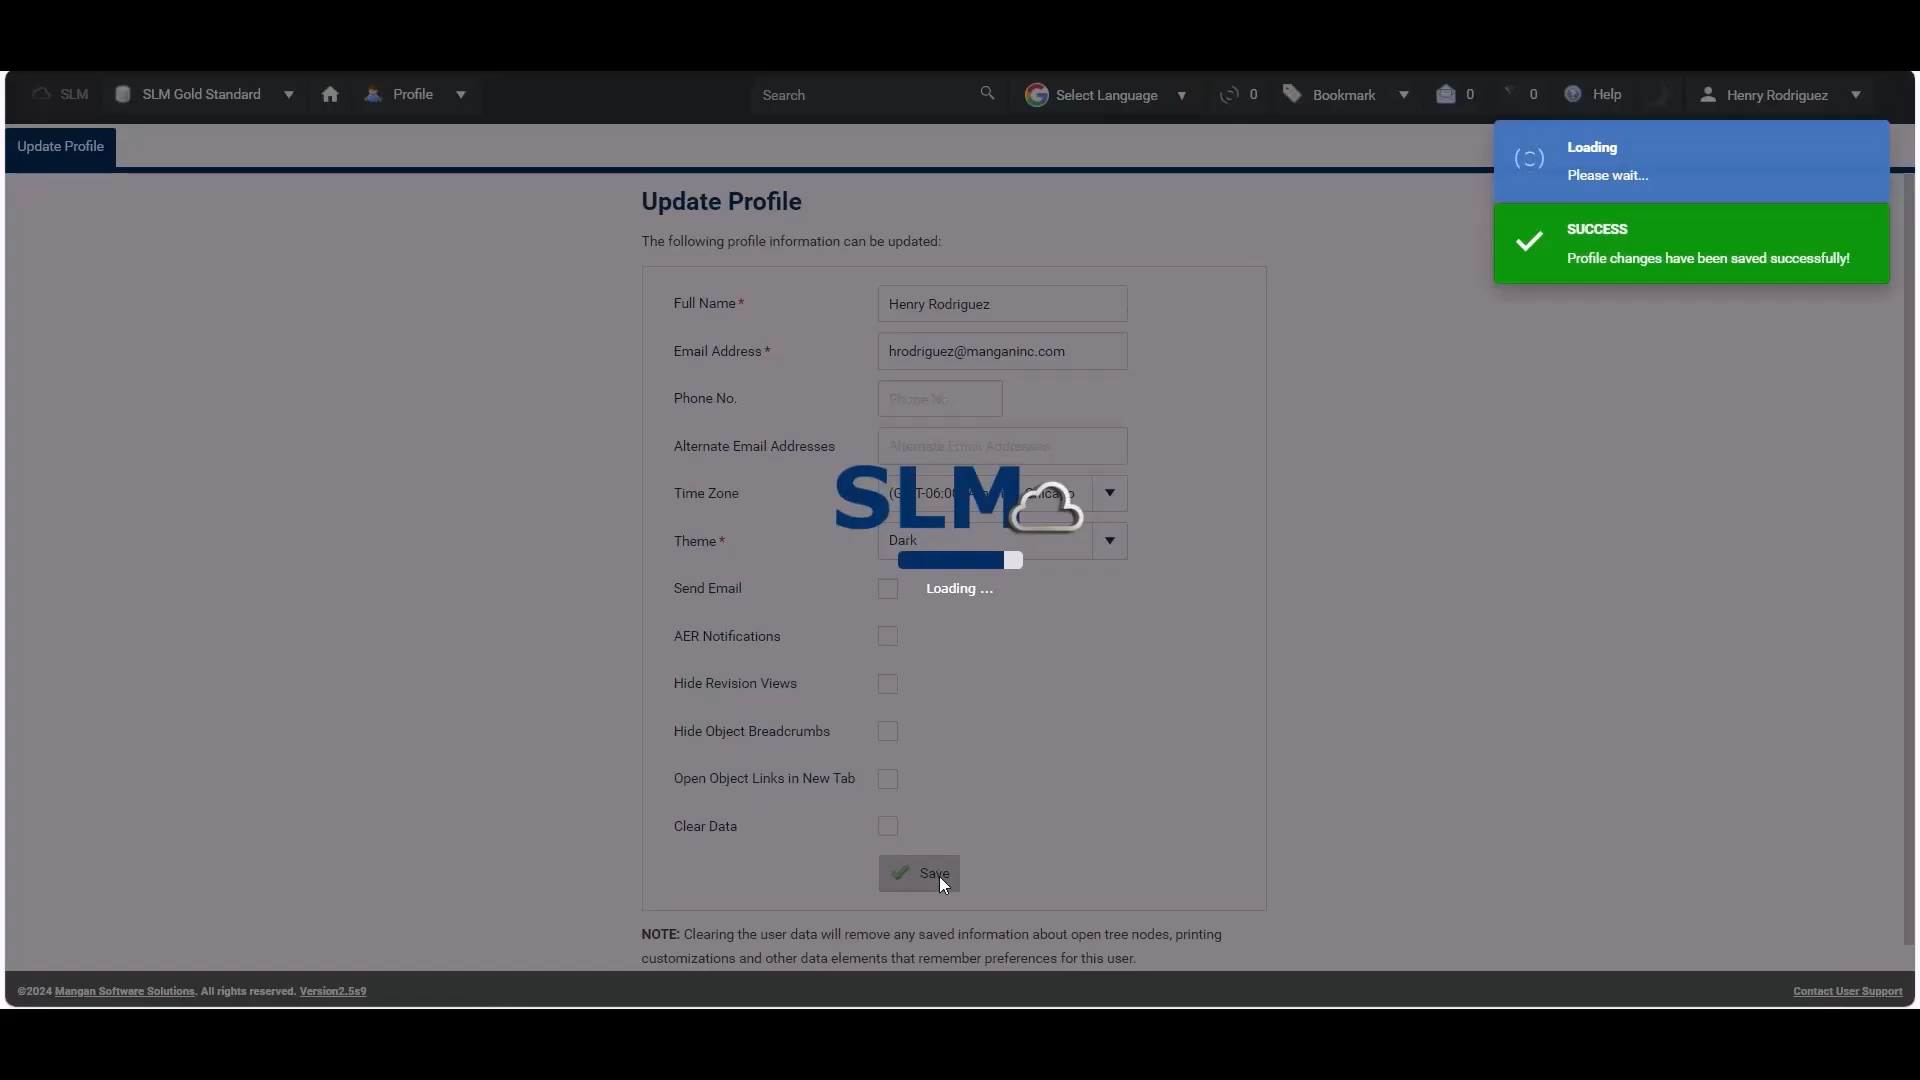 SLM
SLM Gold Standard
Profile
Search
Select Language
0
Bookmark
0
0
Help
Henry Rodriguez
Update Profile
Loading
Please wait...
SUCCESS
Profile changes have been saved successfully!
Update Profile
The following profile information can be updated:
Full Name*
Henry Rodriguez
Email Address*
hrodriguez@manganinc.com
Phone No.
Phone No.
Alternate Email Addresses
Alternate Email Addresses
SLM
Time Zone
Theme*
Dark
Send Email
Loading ...
AER Notifications
Hide Revision Views
Hide Object Breadcrumbs
Open Object Links in New Tab
Clear Data
Save
NOTE: Clearing the user data will remove any saved information about open tree nodes, printing
customizations and other data elements that remember preferences for this user.
©2024 Mangan Software Solutions. All rights reserved. Version2.5s9
Contact User Support